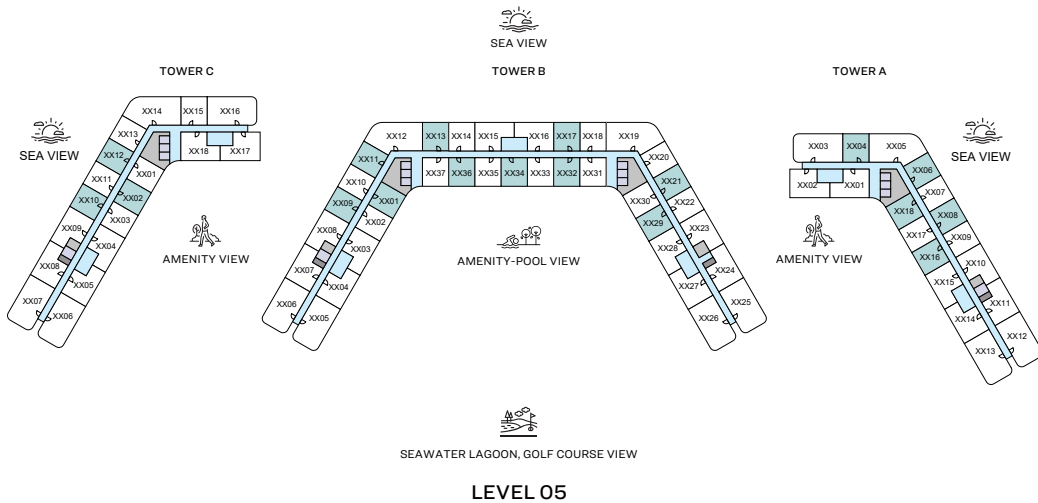 SEA VIEW
TOWER C
TOWER B
TOWER A
SEA VIEW
SEA VIEW
XX14
XX15
XX16
XX13
XX12
XX18
XX17
XX11
XX01
XX10
XX02
XX03
XX09
XX04
XX08
XX05
XX07
XX06
AMENITY VIEW
XX12
XX13
XX14
XX15
XX16
XX17
XX18
XX19
XX11
XX37
XX36
XX35
XX34
XX33
XX32
XX31
XX20
XX10
XX01
XX30
XX21
XX09
XX02
XX29
XX22
XX08
XX03
XX28
XX23
XX07
XX04
XX27
XX24
XX06
XX05
XX26
XX25
AMENITY-POOL VIEW
XX03
XX04
XX05
XX02
XX01
XX06
XX07
XX18
XX08
XX17
XX09
XX16
XX10
XX15
XX11
XX14
XX12
XX13
AMENITY VIEW
SEAWATER LAGOON, GOLF COURSE VIEW
LEVEL 05